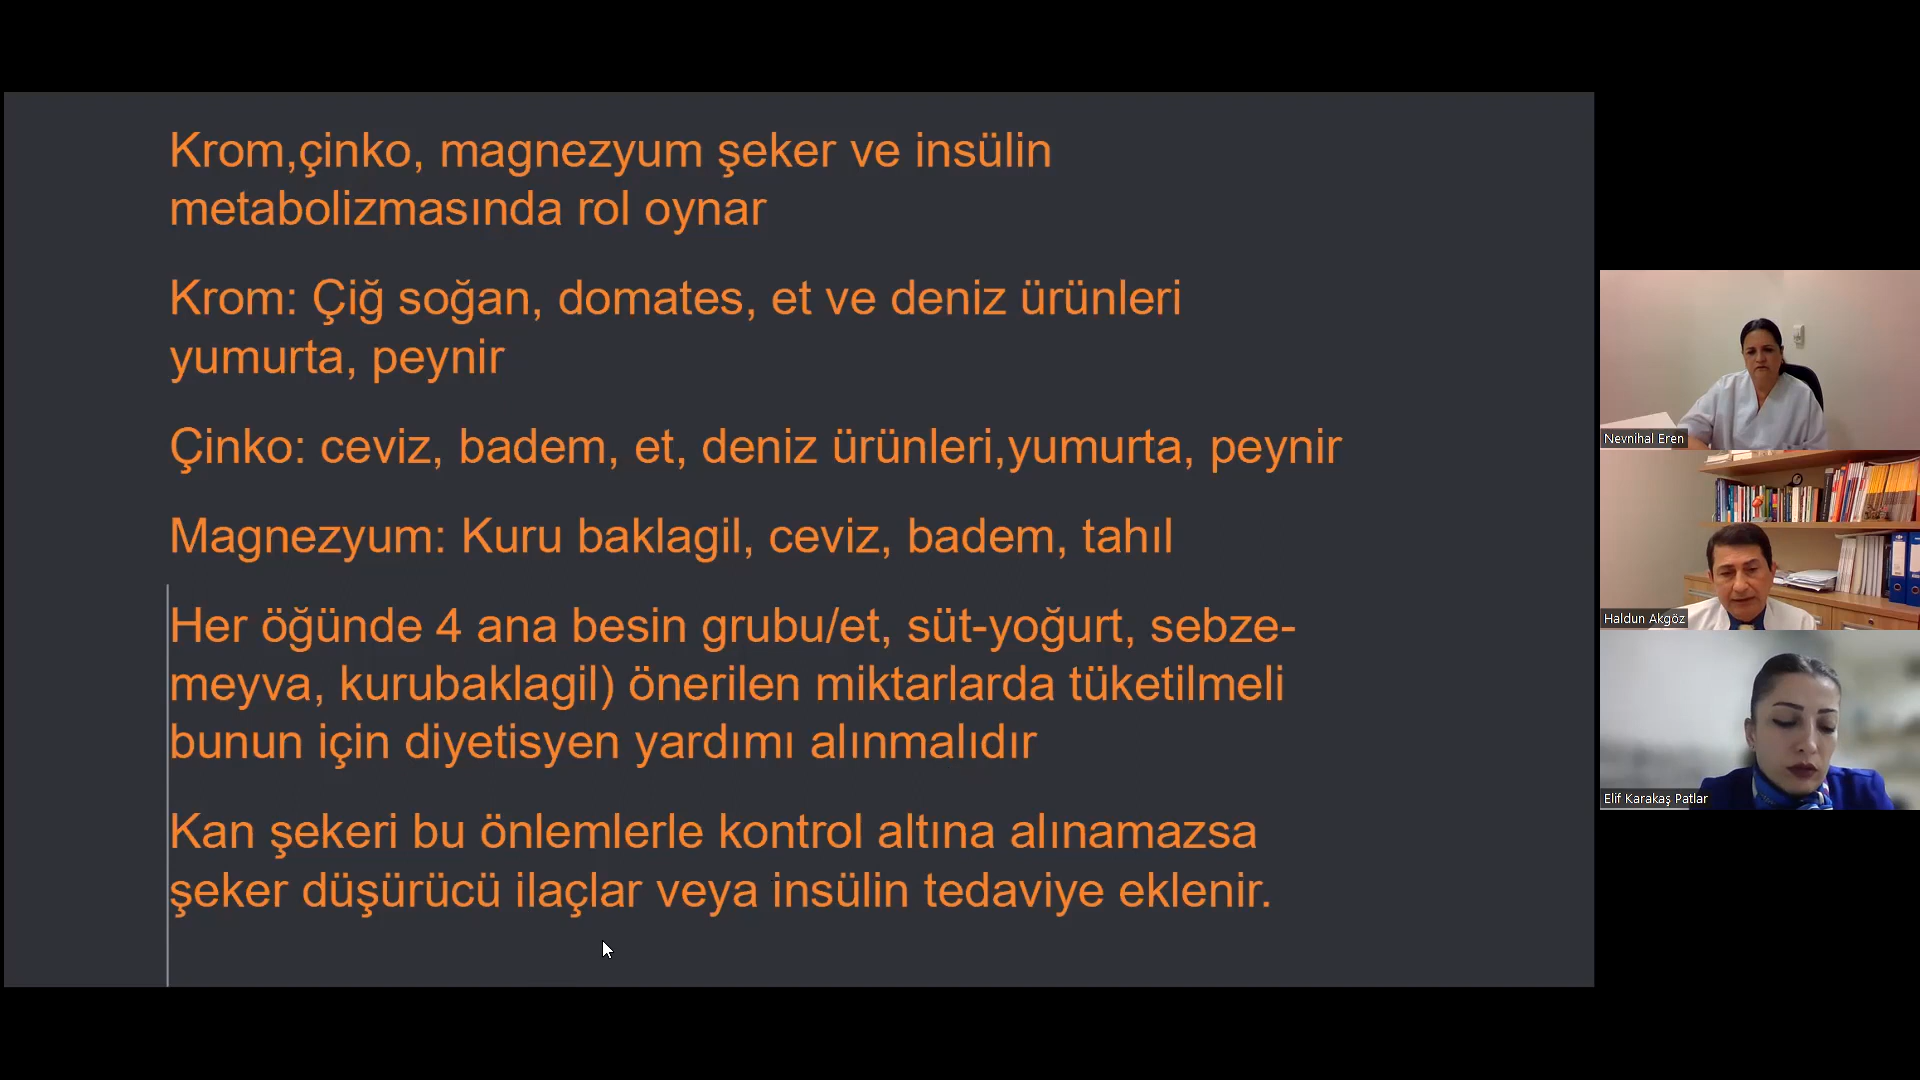 Krom,çinko, magnezyum şeker ve insülin
metabolizmasında rol oynar
Krom: Çiğ soğan, domates, et ve deniz ürünleri
yumurta, peynir
Çinko: ceviz, badem, et, deniz ürünleri,yumurta, peynir
Magnezyum: Kuru baklagil, ceviz, badem, tahıl
Her öğünde 4 ana besin grubu/et, süt-yoğurt, sebze-
meyva, kurubaklagil) önerilen miktarlarda tüketilmeli
bunun için diyetisyen yardımı alınmalıdır
Kan şekeri bu önlemlerle kontrol altına alınamazsa
şeker düşürücü ilaçlar veya insülin tedaviye eklenir.
Nevnihal Eren
Haldun Akgöz
Elif Karakaş Patlar